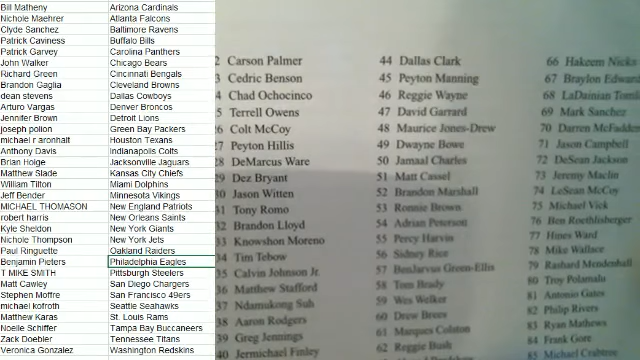 Bill Matheny Arizona Cardinals
Nichole Maehrer Atlanta Falcons
Clyde Sanchez Baltimore Ravens
Patrick Caviness Buffalo Bills
Patrick Garvey Carolina Panthers
John Walker Chicago Bears
Richard Green Cincinnati Bengals
Brandon Gaglia Cleveland Browns
dean stevens Dallas Cowboys
Arturo Vargas Denver Broncos
Jennifer Brown Detroit Lions
joseph polion Green Bay Packers
michael r aronhalt Houston Texans
Anthony Davis Indianapolis Colts
Brian Hoige Jacksonville Jaguars
Matthew Slade Kansas City Chiefs
William Tilton Miami Dolphins
Jeff Bender Minnesota Vikings
MICHAEL THOMASON New England Patriots
robert harris New Orleans Saints
Kyle Sheldon New York Giants
Nichole Thompson New York Jets
Paul Ringuette Oakland Raiders
Benjamin Pieters Philadelphia Eagles
T MIKE SMITH Pittsburgh Steelers
Matt Cawley San Diego Chargers
Stephen Moffre San Francisco 49ers
michael kofroth Seattle Seahawks
Matthew Karas St. Louis Rams
Noelle Schiffer Tampa Bay Buccaneers
Zack Doebler Tennessee Titans
Veronica Gonzalez Washington Redskins
2 Carson Palmer
3 Cedric Benson
4 Chad Ochocinco
5 Terrell Owens
26 Colt McCoy
27 Peyton Hillis
28 DeMarcus Ware
29 Dez Bryant
30 Jason Witten
31 Tony Romo
32 Brandon Lloyd
33 Knowshon Moreno
34 Tim Tebow
35 Calvin Johnson Jr.
36 Matthew Stafford
37 Ndamukong Suh
38 Aaron Rodgers
39 Greg Jennings
40 Jermichael Finley
44 Dallas Clark
45 Peyton Manning
46 Reggie Wayne
47 David Garrard
48 Maurice Jones-Drew
49 Dwayne Bowe
50 Jamaal Charles
51 Matt Cassel
52 Brandon Marshall
53 Ronnie Brown
54 Adrian Peterson
55 Percy Harvin
56 Sidney Rice
57 BenJarvus Green-Ellis
58 Tom Brady
59 Wes Welker
60 Drew Brees
61 Marques Colston
62 Reggie Bush
66 Hakeem Nicks
67 Braylon Edward
68 LaDainian Toml
69 Mark Sanchez
70 Darren McFadden
71 Jason Campbell
72 DeSean Jackson
73 Jeremy Maclin
74 LeSean McCoy
75 Michael Vick
76 Ben Roethlisberger
77 Hines Ward
78 Mike Wallace
79 Rashard Mendenhall
80 Troy Polamalu
81 Antonio Gates
82 Philip Rivers
83 Ryan Mathews
84 Frank Gore
85 Michael Crabtree